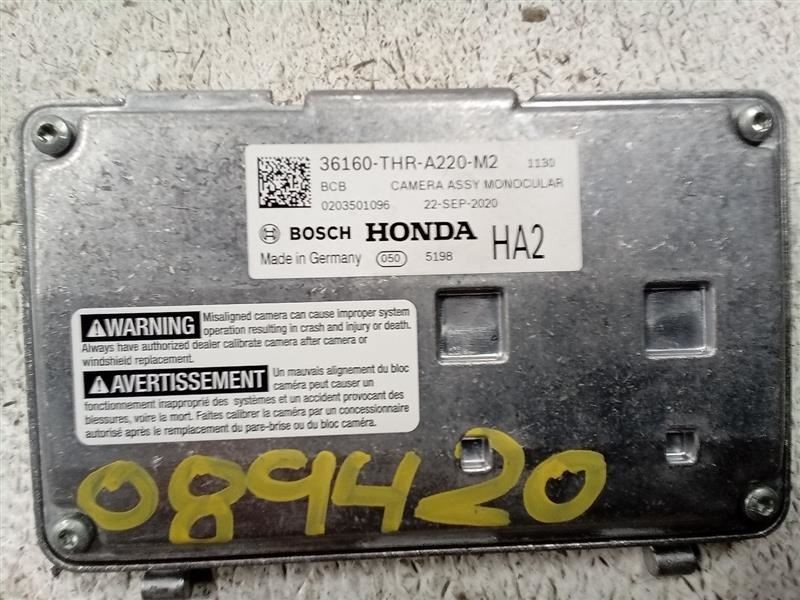 36160-THR-A220-M2 1130
BCB CAMERA ASSY MONOCULAR
0203501096 22-SEP-2020
BOSCH HONDA HA2
Made in Germany 050 5198
WARNING Misaligned camera can cause improper system
operation resulting in crash and injury or death.
Always have authorized dealer calibrate camera after camera or
windshield replacement.
AVERTISSEMENT Un mauvais alignement du bloc
caméra peut causer un
fonctionnement inapproprié des systèmes et un accident provocant des
blessures, voire la mort. Faites calibrer la caméra par un concessionnaire
autorisé après le remplacement du pare-brise ou du bloc caméra.
089420